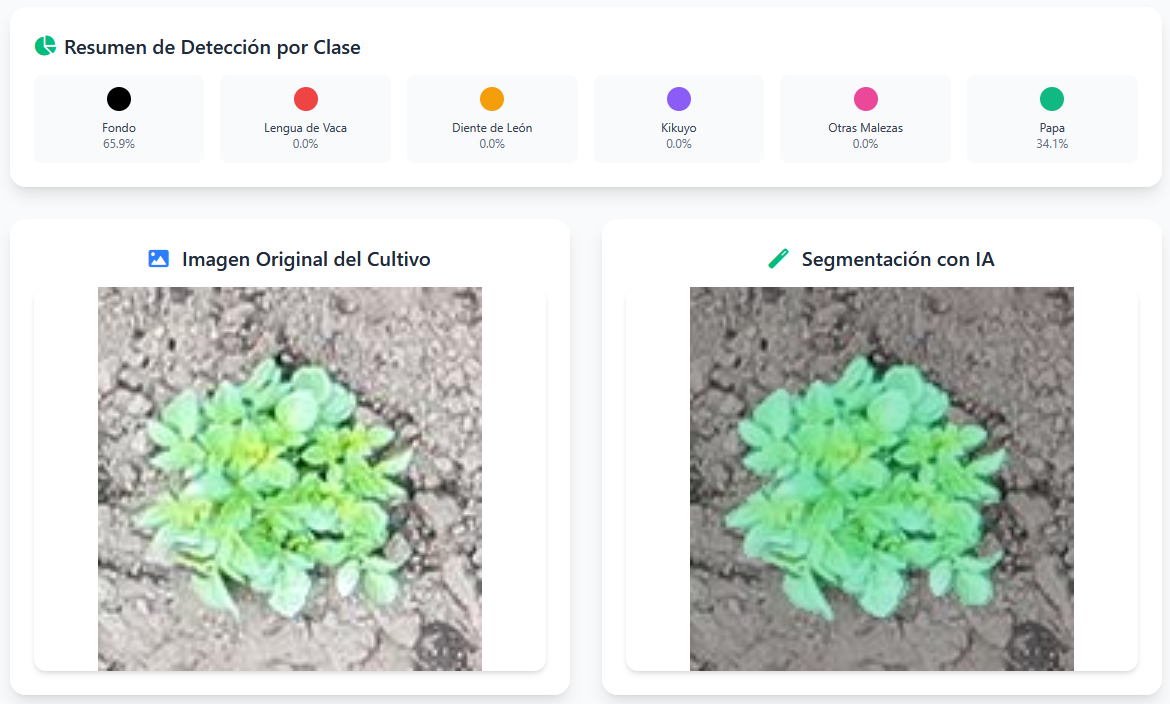 Resumen de Detección por Clase
Fondo
65.9%
Lengua de Vaca
0.0%
Diente de León
0.0%
Kikuyo
0.0%
Otras Malezas
0.0%
Papa
34.1%
Imagen Original del Cultivo
Segmentación con IA